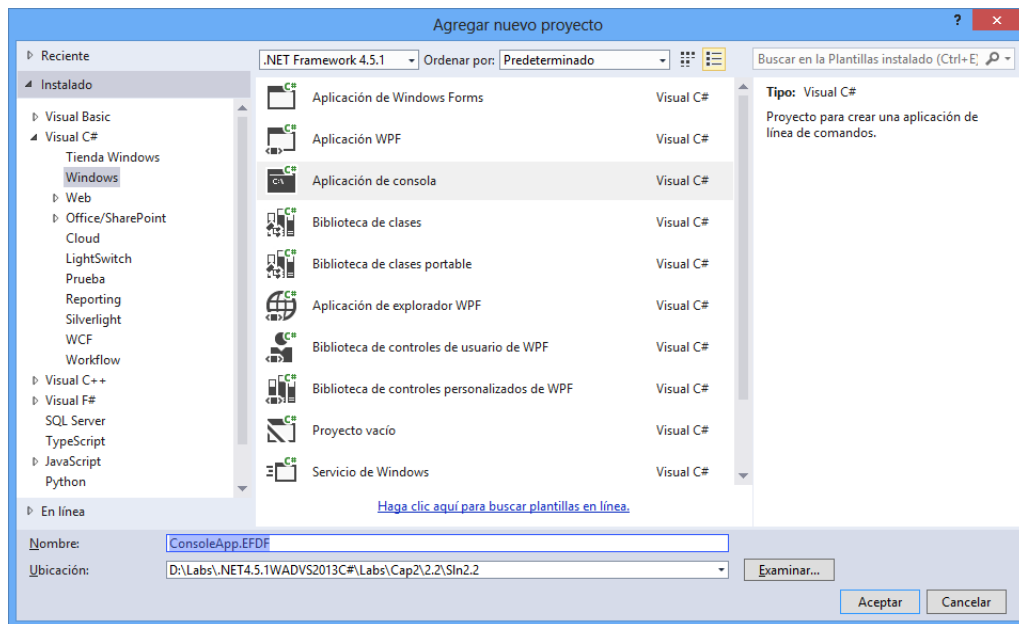 Agregar nuevo proyecto
? ×
Reciente
.NET Framework 4.5.1 Ordenar por: Predeterminado
Buscar en la Plantillas instalado (Ctrl+E)
Instalado
Visual Basic
Visual C#
Tienda Windows
Windows
Web
Office/SharePoint
Cloud
LightSwitch
Prueba
Reporting
Silverlight
WCF
Workflow
Visual C++
Visual F#
SQL Server
TypeScript
JavaScript
Python
En línea
C# Aplicación de Windows Forms Visual C#
C# Aplicación WPF Visual C#
C# C:\ Aplicación de consola Visual C#
C# Biblioteca de clases Visual C#
C# Biblioteca de clases portable Visual C#
C# Aplicación de explorador WPF Visual C#
C# Biblioteca de controles de usuario de WPF Visual C#
C# Biblioteca de controles personalizados de WPF Visual C#
C# Proyecto vacío Visual C#
C# Servicio de Windows Visual C#
Haga clic aquí para buscar plantillas en línea.
Tipo: Visual C#
Proyecto para crear una aplicación de
línea de comandos.
Nombre: ConsoleApp.EFDF
Ubicación: D:\Labs\.NET4.5.1WADVS2013C#\Labs\Cap2\2.2\Sln2.2 Examinar...
Aceptar Cancelar